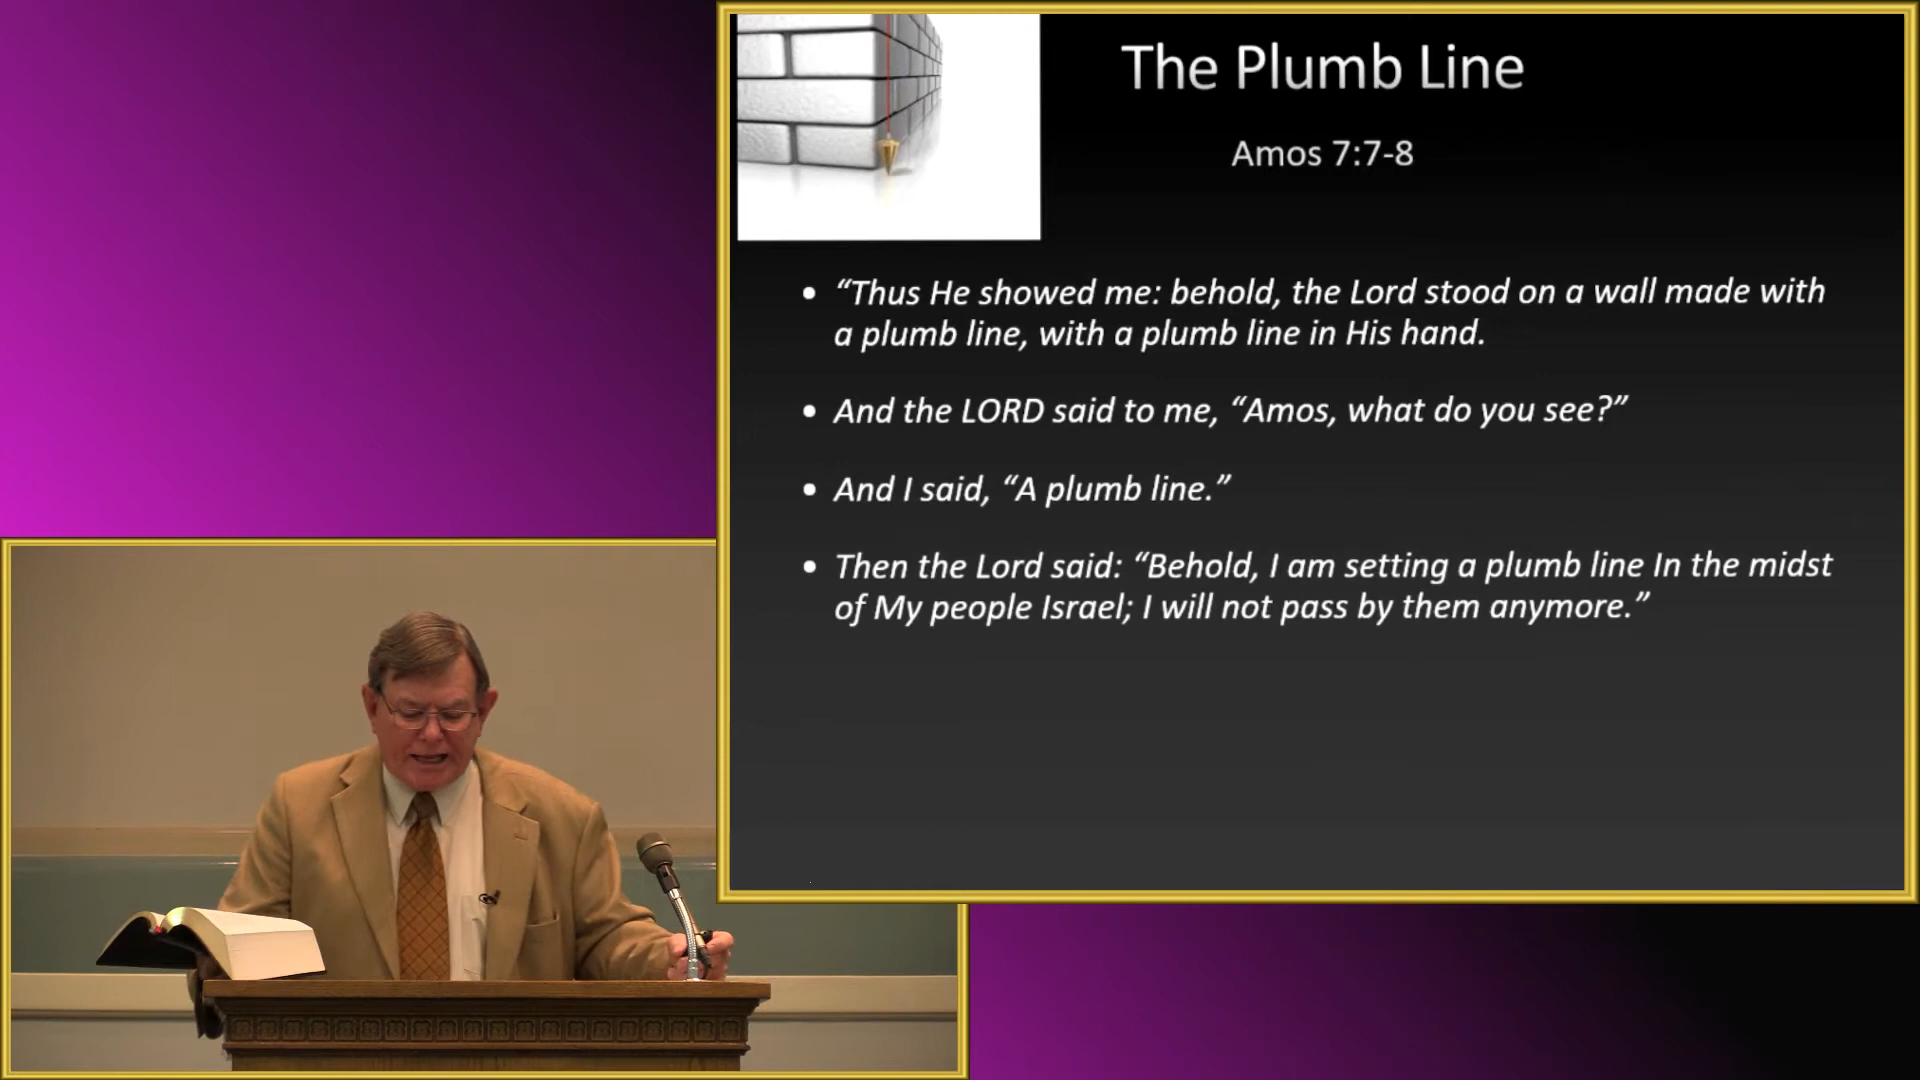 The Plumb Line
Amos 7:7-8
• “Thus He showed me: behold, the Lord stood on a wall made with
a plumb line, with a plumb line in His hand.
• And the LORD said to me, “Amos, what do you see?”
• And I said, “A plumb line.”
• Then the Lord said: “Behold, I am setting a plumb line In the midst
of My people Israel; I will not pass by them anymore.”